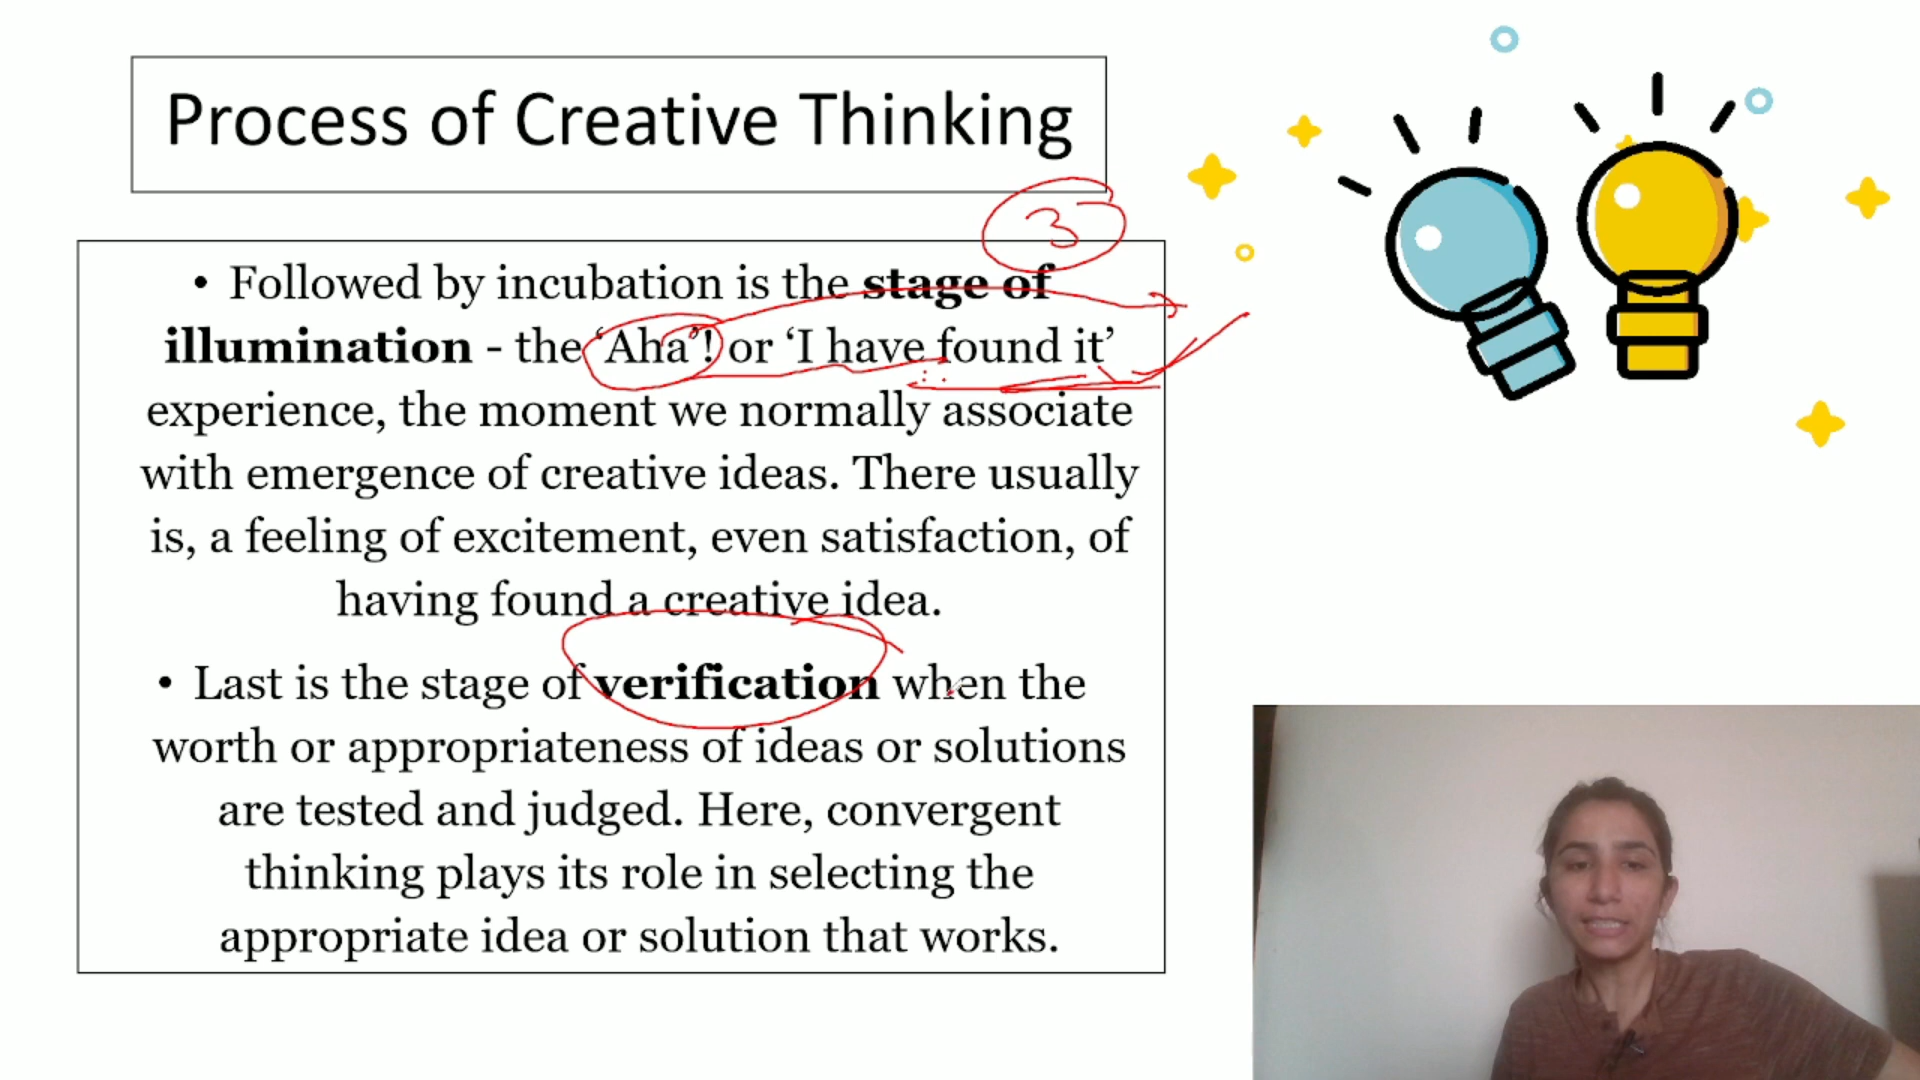 Process of Creative Thinking
3
• Followed by incubation is the stage of
illumination - the ‘Aha’! or ‘I have found it’
experience, the moment we normally associate
with emergence of creative ideas. There usually
is, a feeling of excitement, even satisfaction, of
having found a creative idea.
• Last is the stage of verification when the
worth or appropriateness of ideas or solutions
are tested and judged. Here, convergent
thinking plays its role in selecting the
appropriate idea or solution that works.